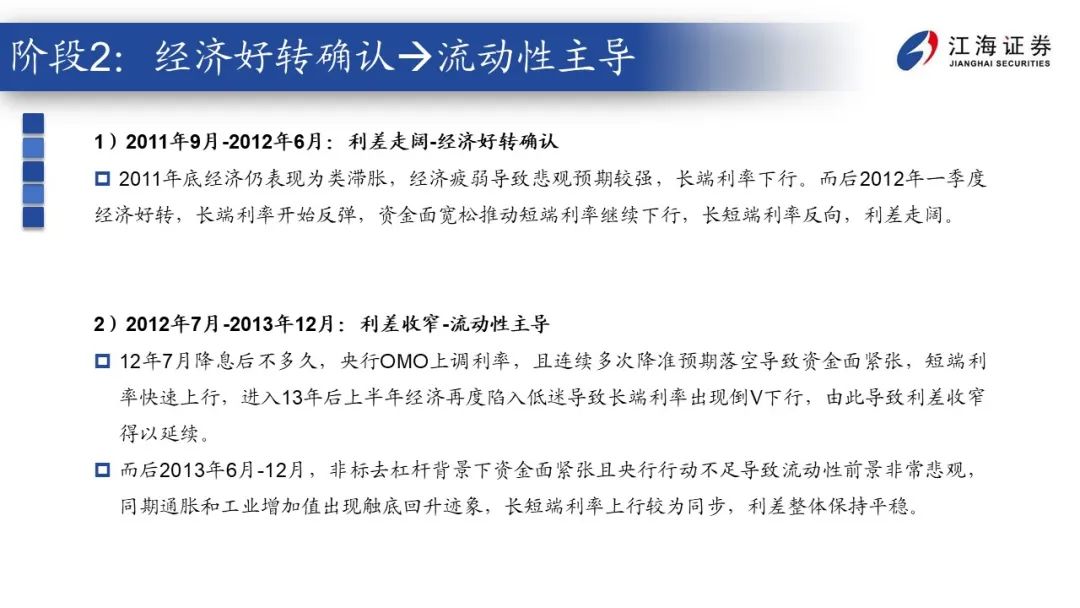 阶段2： 经济好转确认→流动性主导
江海证券
JIANGHAI SECURITIES
1）2011年9月-2012年6月：利差走阔-经济好转确认
2011年底经济仍表现为类滞胀，经济疲弱导致悲观预期较强，长端利率下行。而后2012年一季度
经济好转，长端利率开始反弹，资金面宽松推动短端利率继续下行，长短端利率反向，利差走阔。
2）2012年7月-2013年12月：利差收窄-流动性主导
12年7月降息后不多久，央行OMO上调利率，且连续多次降准预期落空导致资金面紧张，短端利
率快速上行，进入13年后上半年经济再度陷入低迷导致长端利率出现倒V下行，由此导致利差收窄
得以延续。
而后2013年6月-12月，非标去杠杆背景下资金面紧张且央行行动不足导致流动性前景非常悲观，
同期通胀和工业增加值出现触底回升迹象，长短端利率上行较为同步，利差整体保持平稳。